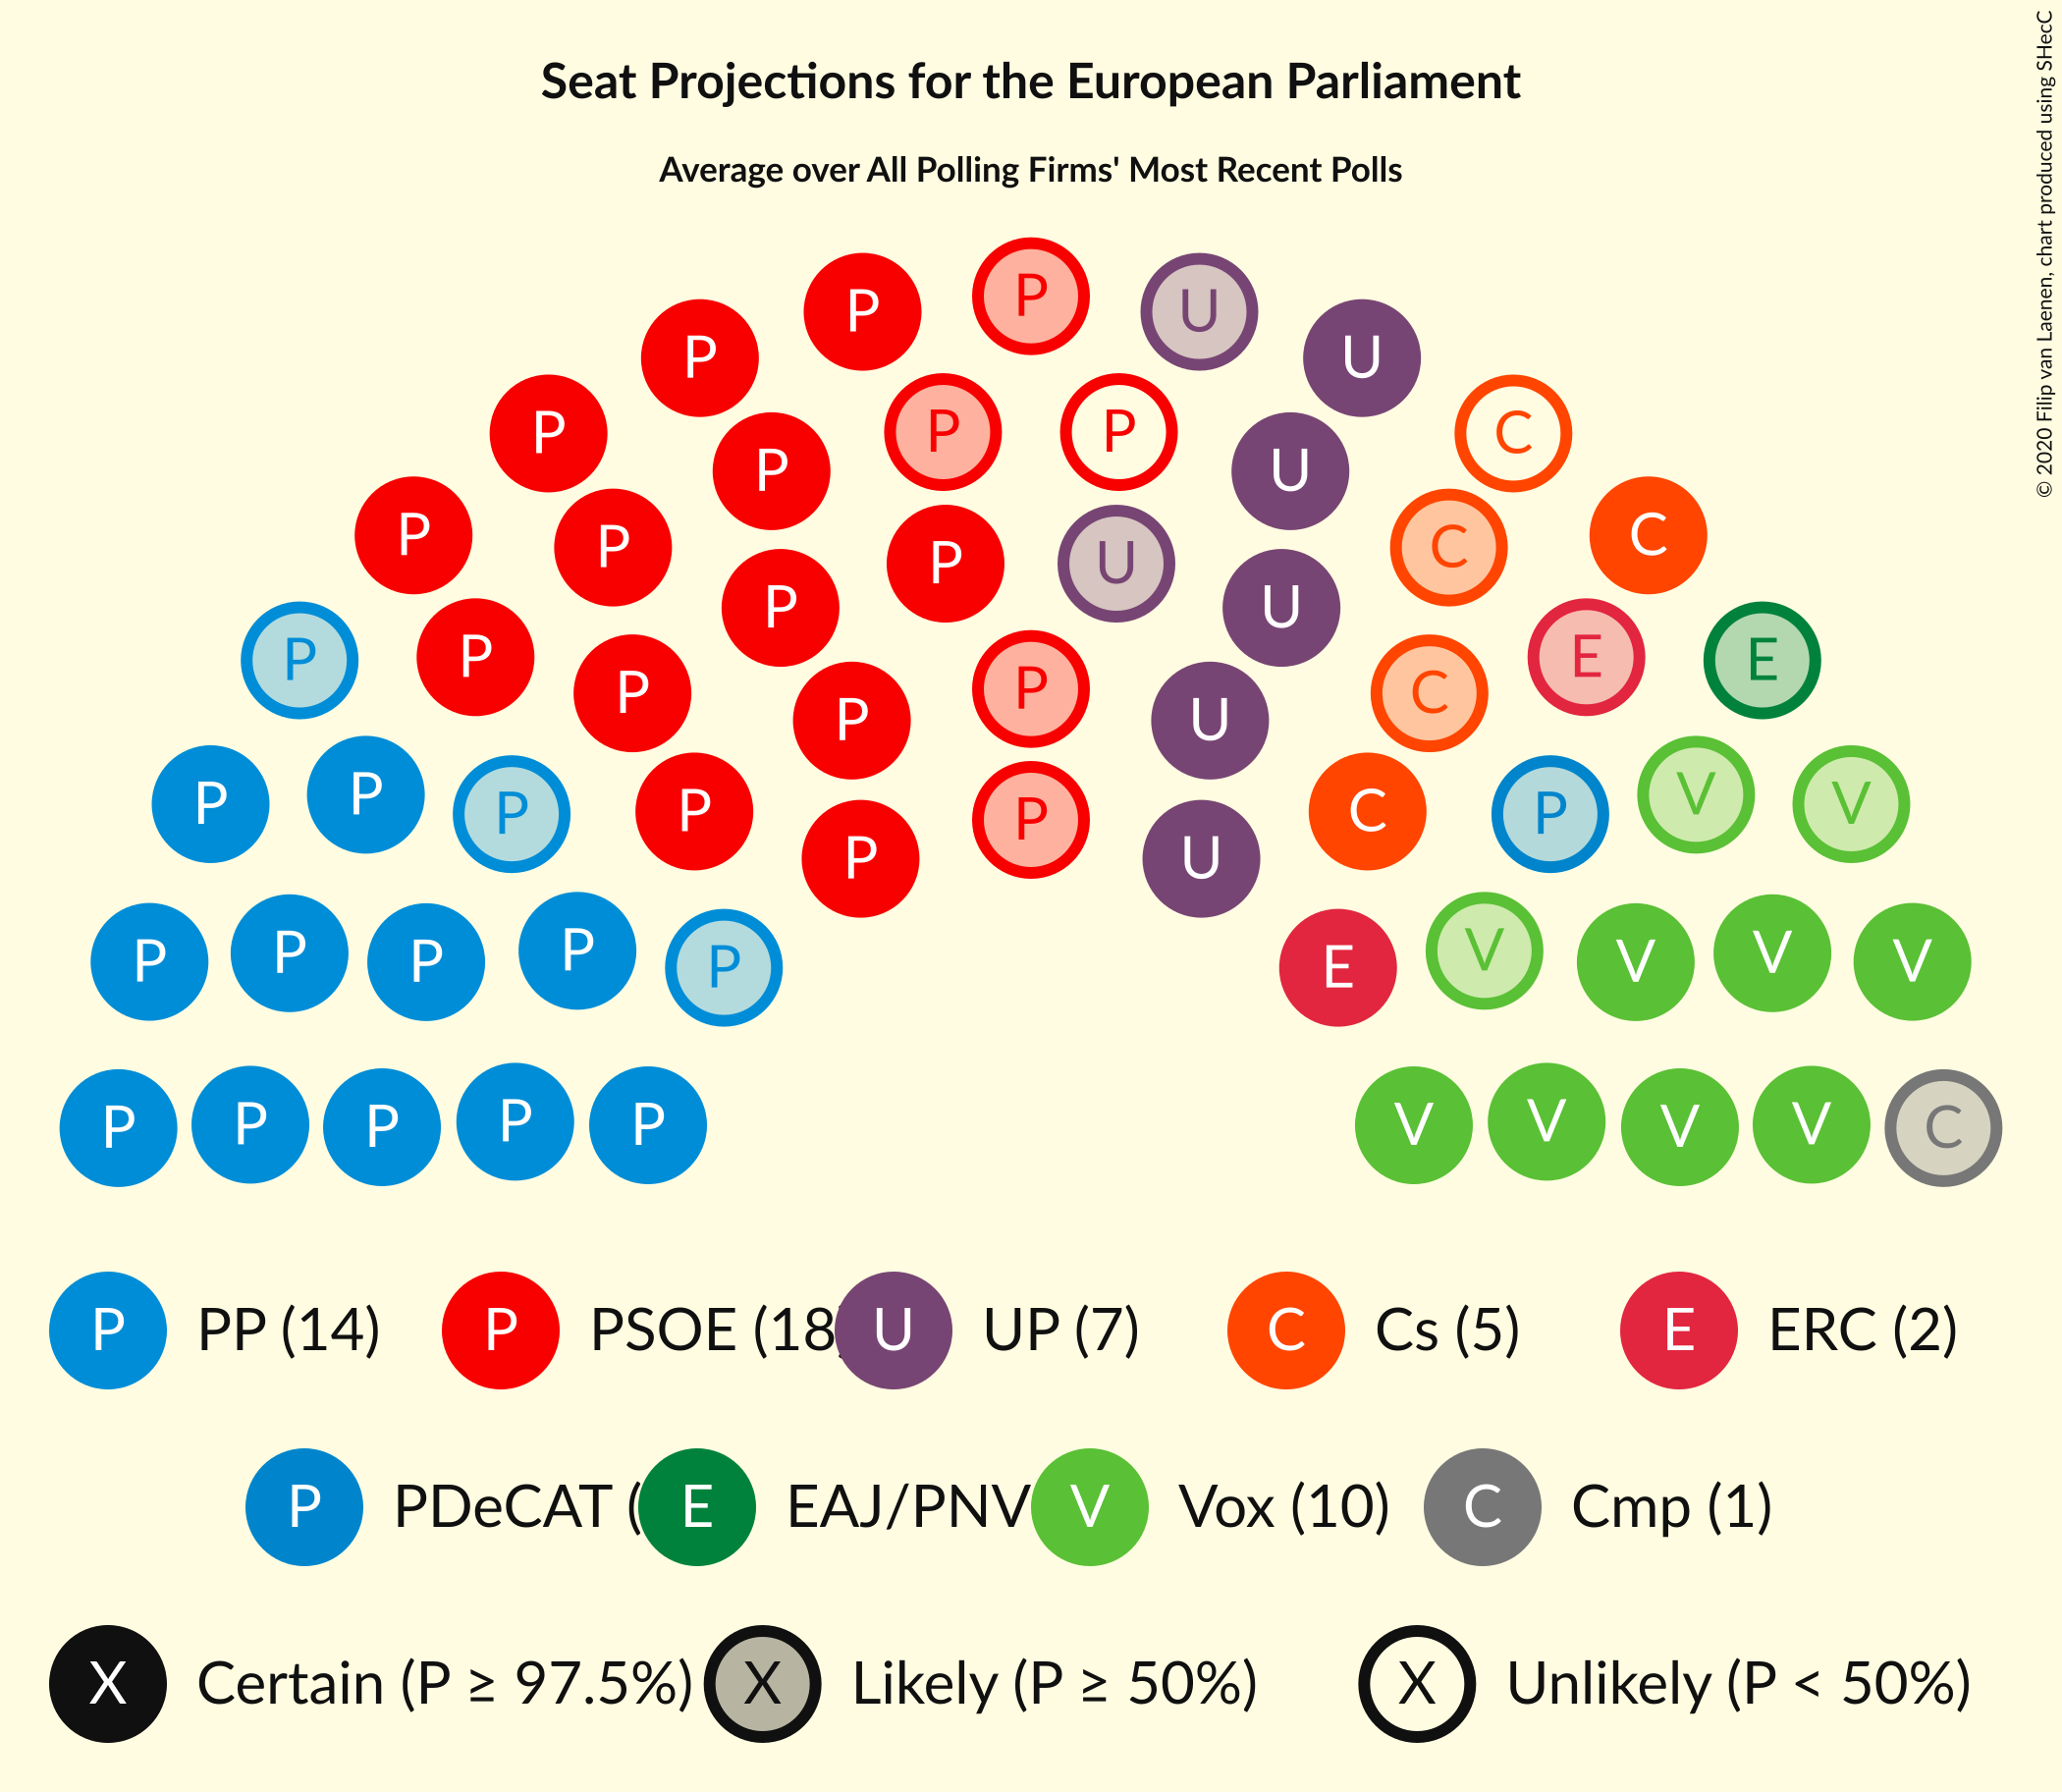 Seat Projections for the European Parliament
Average over All Polling Firms' Most Recent Polls
© 2020 Filip van Laenen, chart produced using SHecC
P U
P U
P P C
P P U
P P U C C
P P U
P P U E E
P P P C
P P U
P P P P C P V V
P P U
P P P P P E V V V V
P P P P P V V V V C
P PP (14) P PSOE (18 U UP (7) C Cs (5) E ERC (2)
P PDeCAT ( E EAJ/PNV V Vox (10) C Cmp (1)
X Certain (P ≥ 97.5%) X Likely (P ≥ 50%) X Unlikely (P < 50%)